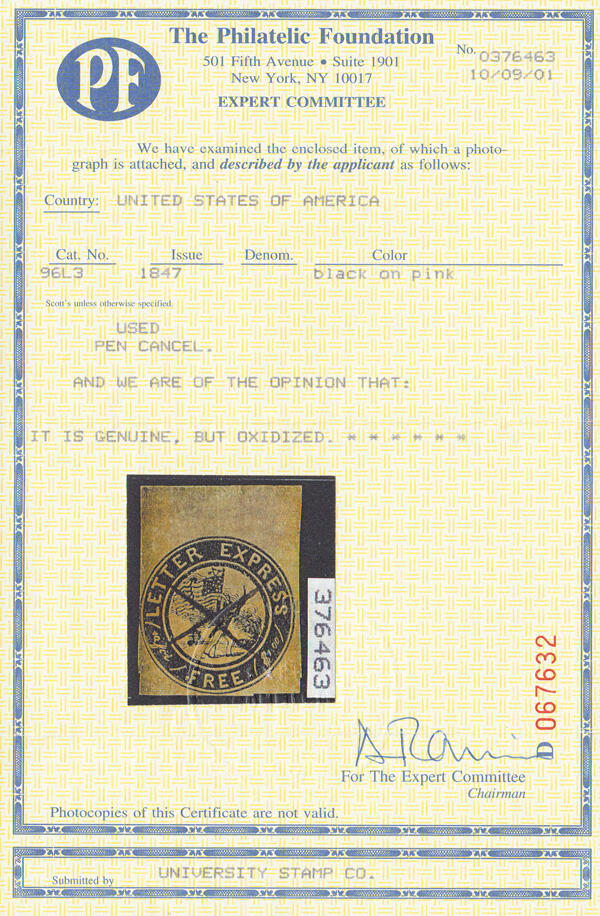 PF
The Philatelic Foundation
501 Fifth Avenue • Suite 1901
New York, NY 10017
EXPERT COMMITTEE
No. 0376463
10/09/01
We have examined the enclosed item, of which a photo-
graph is attached, and described by the applicant as follows:
Country: UNITED STATES OF AMERICA
Cat. No. Issue Denom. Color
96L3 1847 black on pink
Scott's unless otherwise specified.
USED
PEN CANCEL.
AND WE ARE OF THE OPINION THAT:
IT IS GENUINE, BUT OXIDIZED. * * * * * *
LETTER EXPRESS
FREE
376463
D 067632
For The Expert Committee
Chairman
Photocopies of this Certificate are not valid.
Submitted by UNIVERSITY STAMP CO.